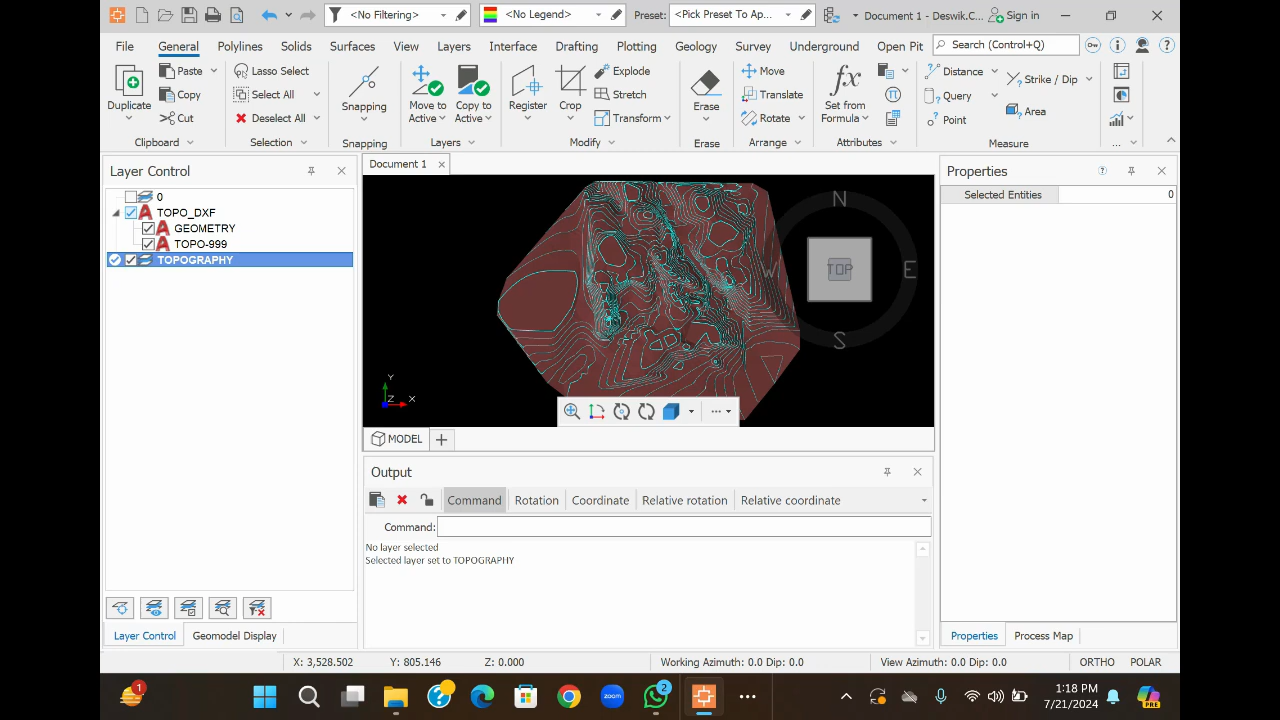 <No Filtering>
<No Legend>
Preset: <Pick Preset To Ap...
Document 1 - Deswik.C...
Sign in
File General Polylines Solids Surfaces View Layers Interface Drafting Plotting Geology Survey Underground Open Pit
Search (Control+Q)
Duplicate
Paste
Copy
Cut
Clipboard
Lasso Select
Select All
Deselect All
Selection
Snapping
Snapping
Move to Active
Copy to Active
Layers
Register
Crop
Explode
Stretch
Transform
Modify
Erase
Erase
Move
Translate
Rotate
Arrange
fx
Set from Formula
Attributes
Distance
Query
Point
Strike / Dip
Area
Measure
...
Layer Control
0
TOPO_DXF
GEOMETRY
TOPO-999
TOPOGRAPHY
Layer Control Geomodel Display
Document 1
N
W
TOP
E
S
Y
Z X
MODEL
Output
Command Rotation Coordinate Relative rotation Relative coordinate
Command:
No layer selected
Selected layer set to TOPOGRAPHY
Properties
Selected Entities 0
Properties Process Map
X: 3,528.502 Y: 805.146 Z: 0.000 Working Azimuth: 0.0 Dip: 0.0 View Azimuth: 0.0 Dip: 0.0 ORTHO POLAR
1
zoom
2
1:18 PM
7/21/2024
PRE